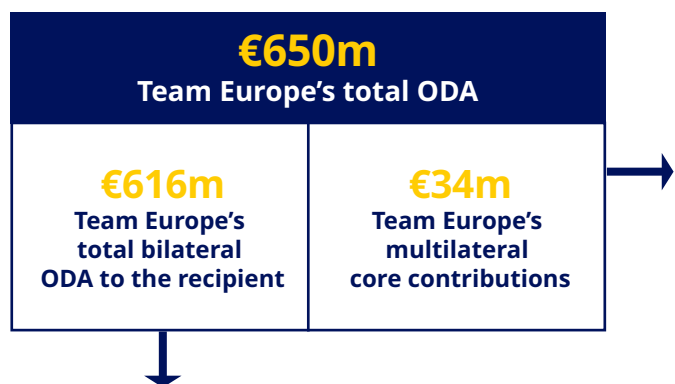 €650m
Team Europe’s total ODA
€616m
Team Europe’s
total bilateral
ODA to the recipient
€34m
Team Europe’s
multilateral
core contributions